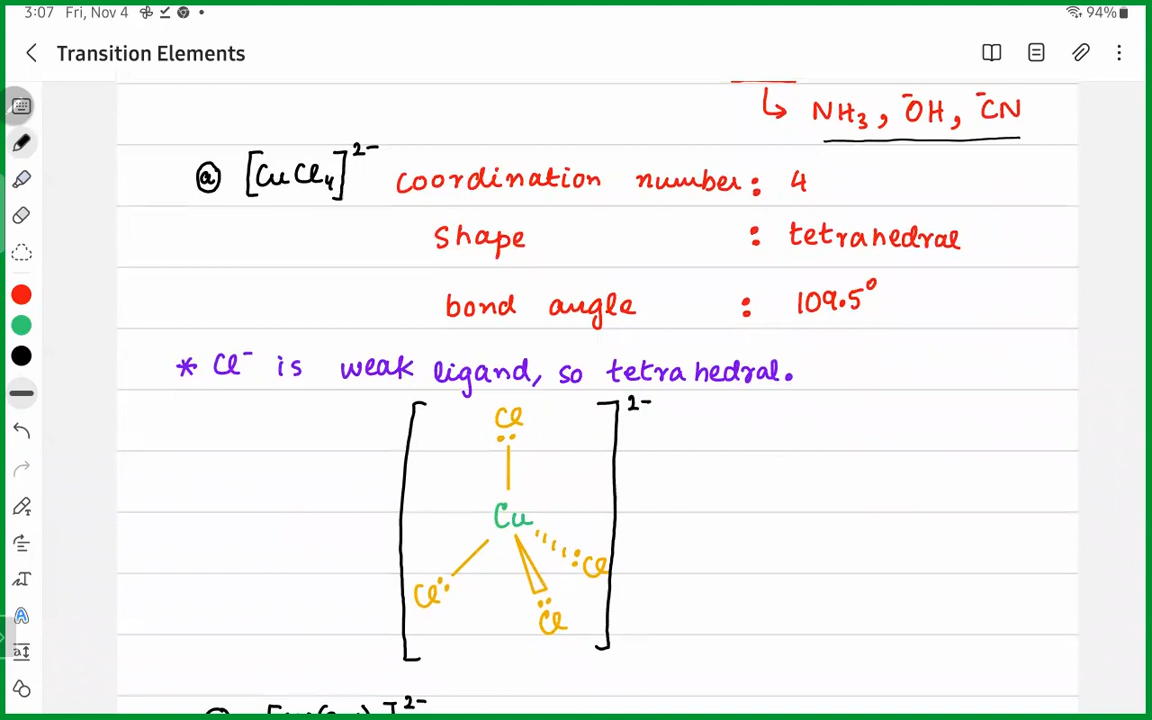 3:07 Fri, Nov 4
94%
Transition Elements
↳ NH₃, ⁻OH, ⁻CN
ⓐ [CuCl₄]²⁻ coordination number : 4
shape : tetrahedral
bond angle : 109.5°
* Cl⁻ is weak ligand, so tetrahedral.
2-
Cl
Cu
Cl
Cl
Cl
2-